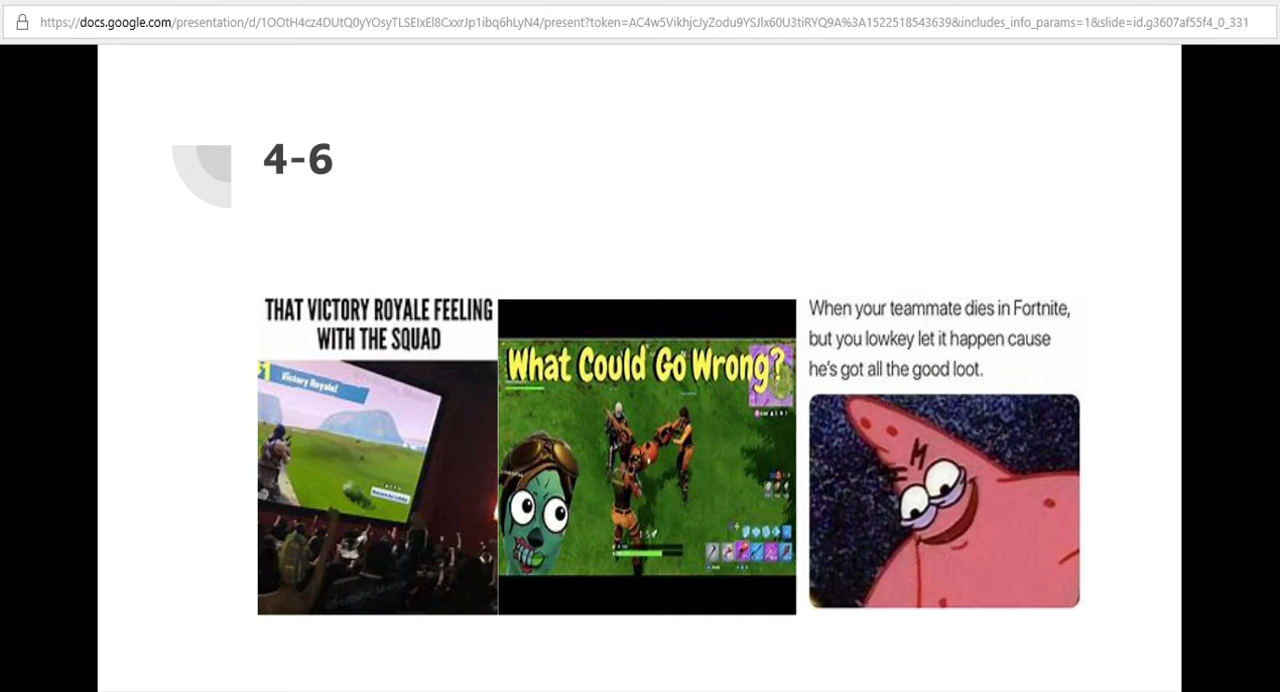 https://docs.google.com/presentation/d/1OOtH4cz4DUtQ0yYOsyTLSEIxEl8CxxrJp1ibq6hLyN4/present?token=AC4w5VikhjcJyZodu9YSJlx60U3tiRYQ9A%3A1522518543639&includes_info_params=1&slide=id.g3607af55f4_0_331
4-6
THAT VICTORY ROYALE FEELING
WITH THE SQUAD
Victory Royale!
What Could Go Wrong?
When your teammate dies in Fortnite,
but you lowkey let it happen cause
he's got all the good loot.